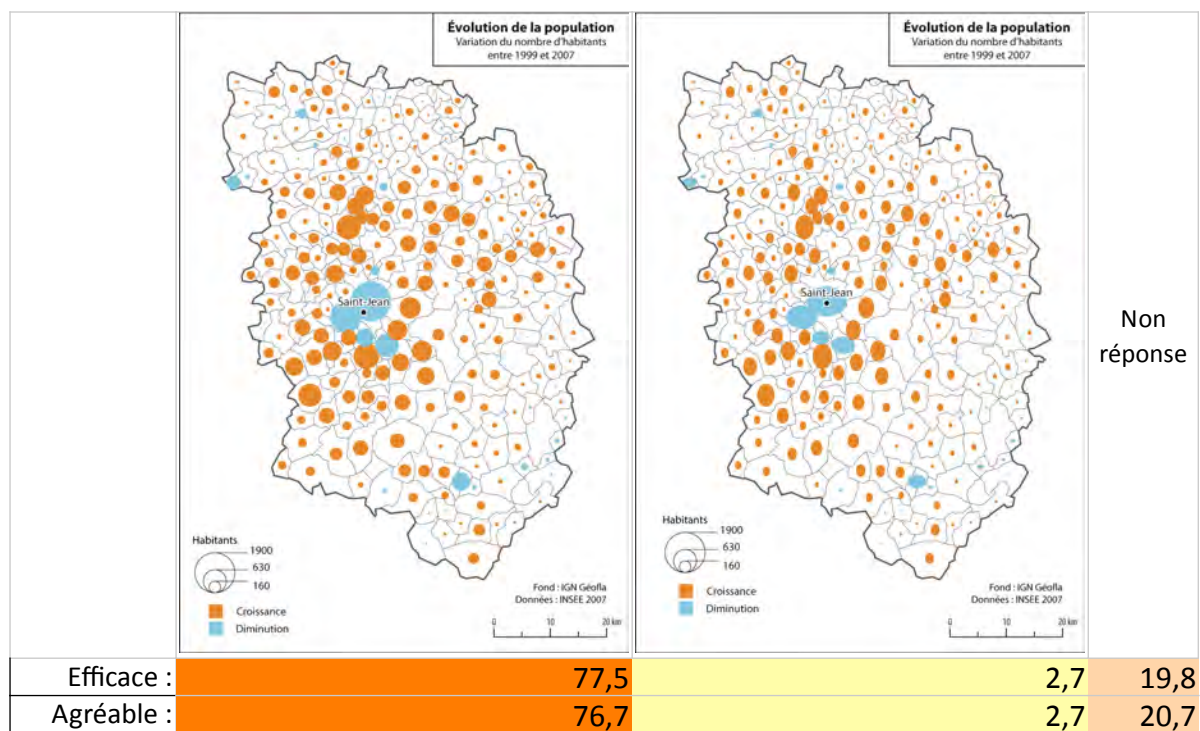 Évolution de la population
Variation du nombre d'habitants
entre 1999 et 2007
Saint-Jean
Habitants
1900
630
160
Croissance
Diminution
Fond : IGN Géofla
Données : INSEE 2007
0 10 20 km
Évolution de la population
Variation du nombre d'habitants
entre 1999 et 2007
Saint-Jean
Habitants
1900
630
160
Croissance
Diminution
Fond : IGN Géofla
Données : INSEE 2007
0 10 20 km
Non
réponse
Efficace : 77,5 2,7 19,8
Agréable : 76,7 2,7 20,7